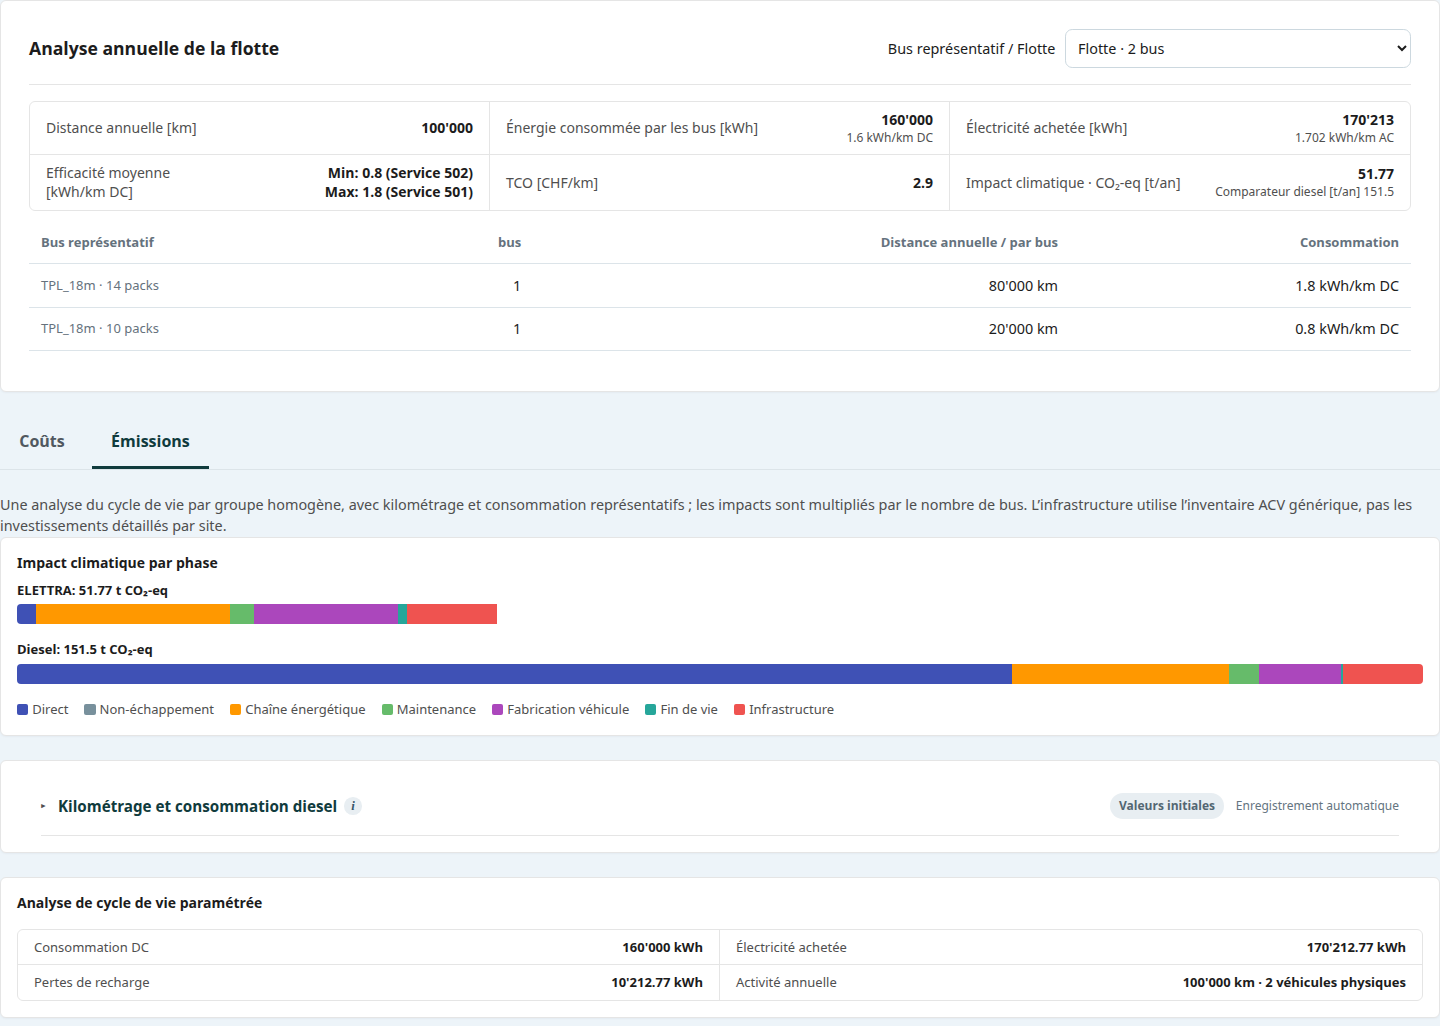 Analyse annuelle de la flotte
Bus représentatif / Flotte
Flotte · 2 bus
Distance annuelle [km]
100'000
Énergie consommée par les bus [kWh]
160'000
1.6 kWh/km DC
Électricité achetée [kWh]
170'213
1.702 kWh/km AC
Efficacité moyenne
[kWh/km DC]
Min: 0.8 (Service 502)
Max: 1.8 (Service 501)
TCO [CHF/km]
2.9
Impact climatique · CO₂-eq [t/an]
51.77
Comparateur diesel [t/an] 151.5
Bus représentatif
bus
Distance annuelle / par bus
Consommation
TPL_18m · 14 packs
1
80'000 km
1.8 kWh/km DC
TPL_18m · 10 packs
1
20'000 km
0.8 kWh/km DC
Coûts
Émissions
Une analyse du cycle de vie par groupe homogène, avec kilométrage et consommation représentatifs ; les impacts sont multipliés par le nombre de bus. L’infrastructure utilise l’inventaire ACV générique, pas les
investissements détaillés par site.
Impact climatique par phase
ELETTRA: 51.77 t CO₂-eq
Diesel: 151.5 t CO₂-eq
Direct
Non-échappement
Chaîne énergétique
Maintenance
Fabrication véhicule
Fin de vie
Infrastructure
Kilométrage et consommation diesel
i
Valeurs initiales
Enregistrement automatique
Analyse de cycle de vie paramétrée
Consommation DC
160'000 kWh
Électricité achetée
170'212.77 kWh
Pertes de recharge
10'212.77 kWh
Activité annuelle
100'000 km · 2 véhicules physiques